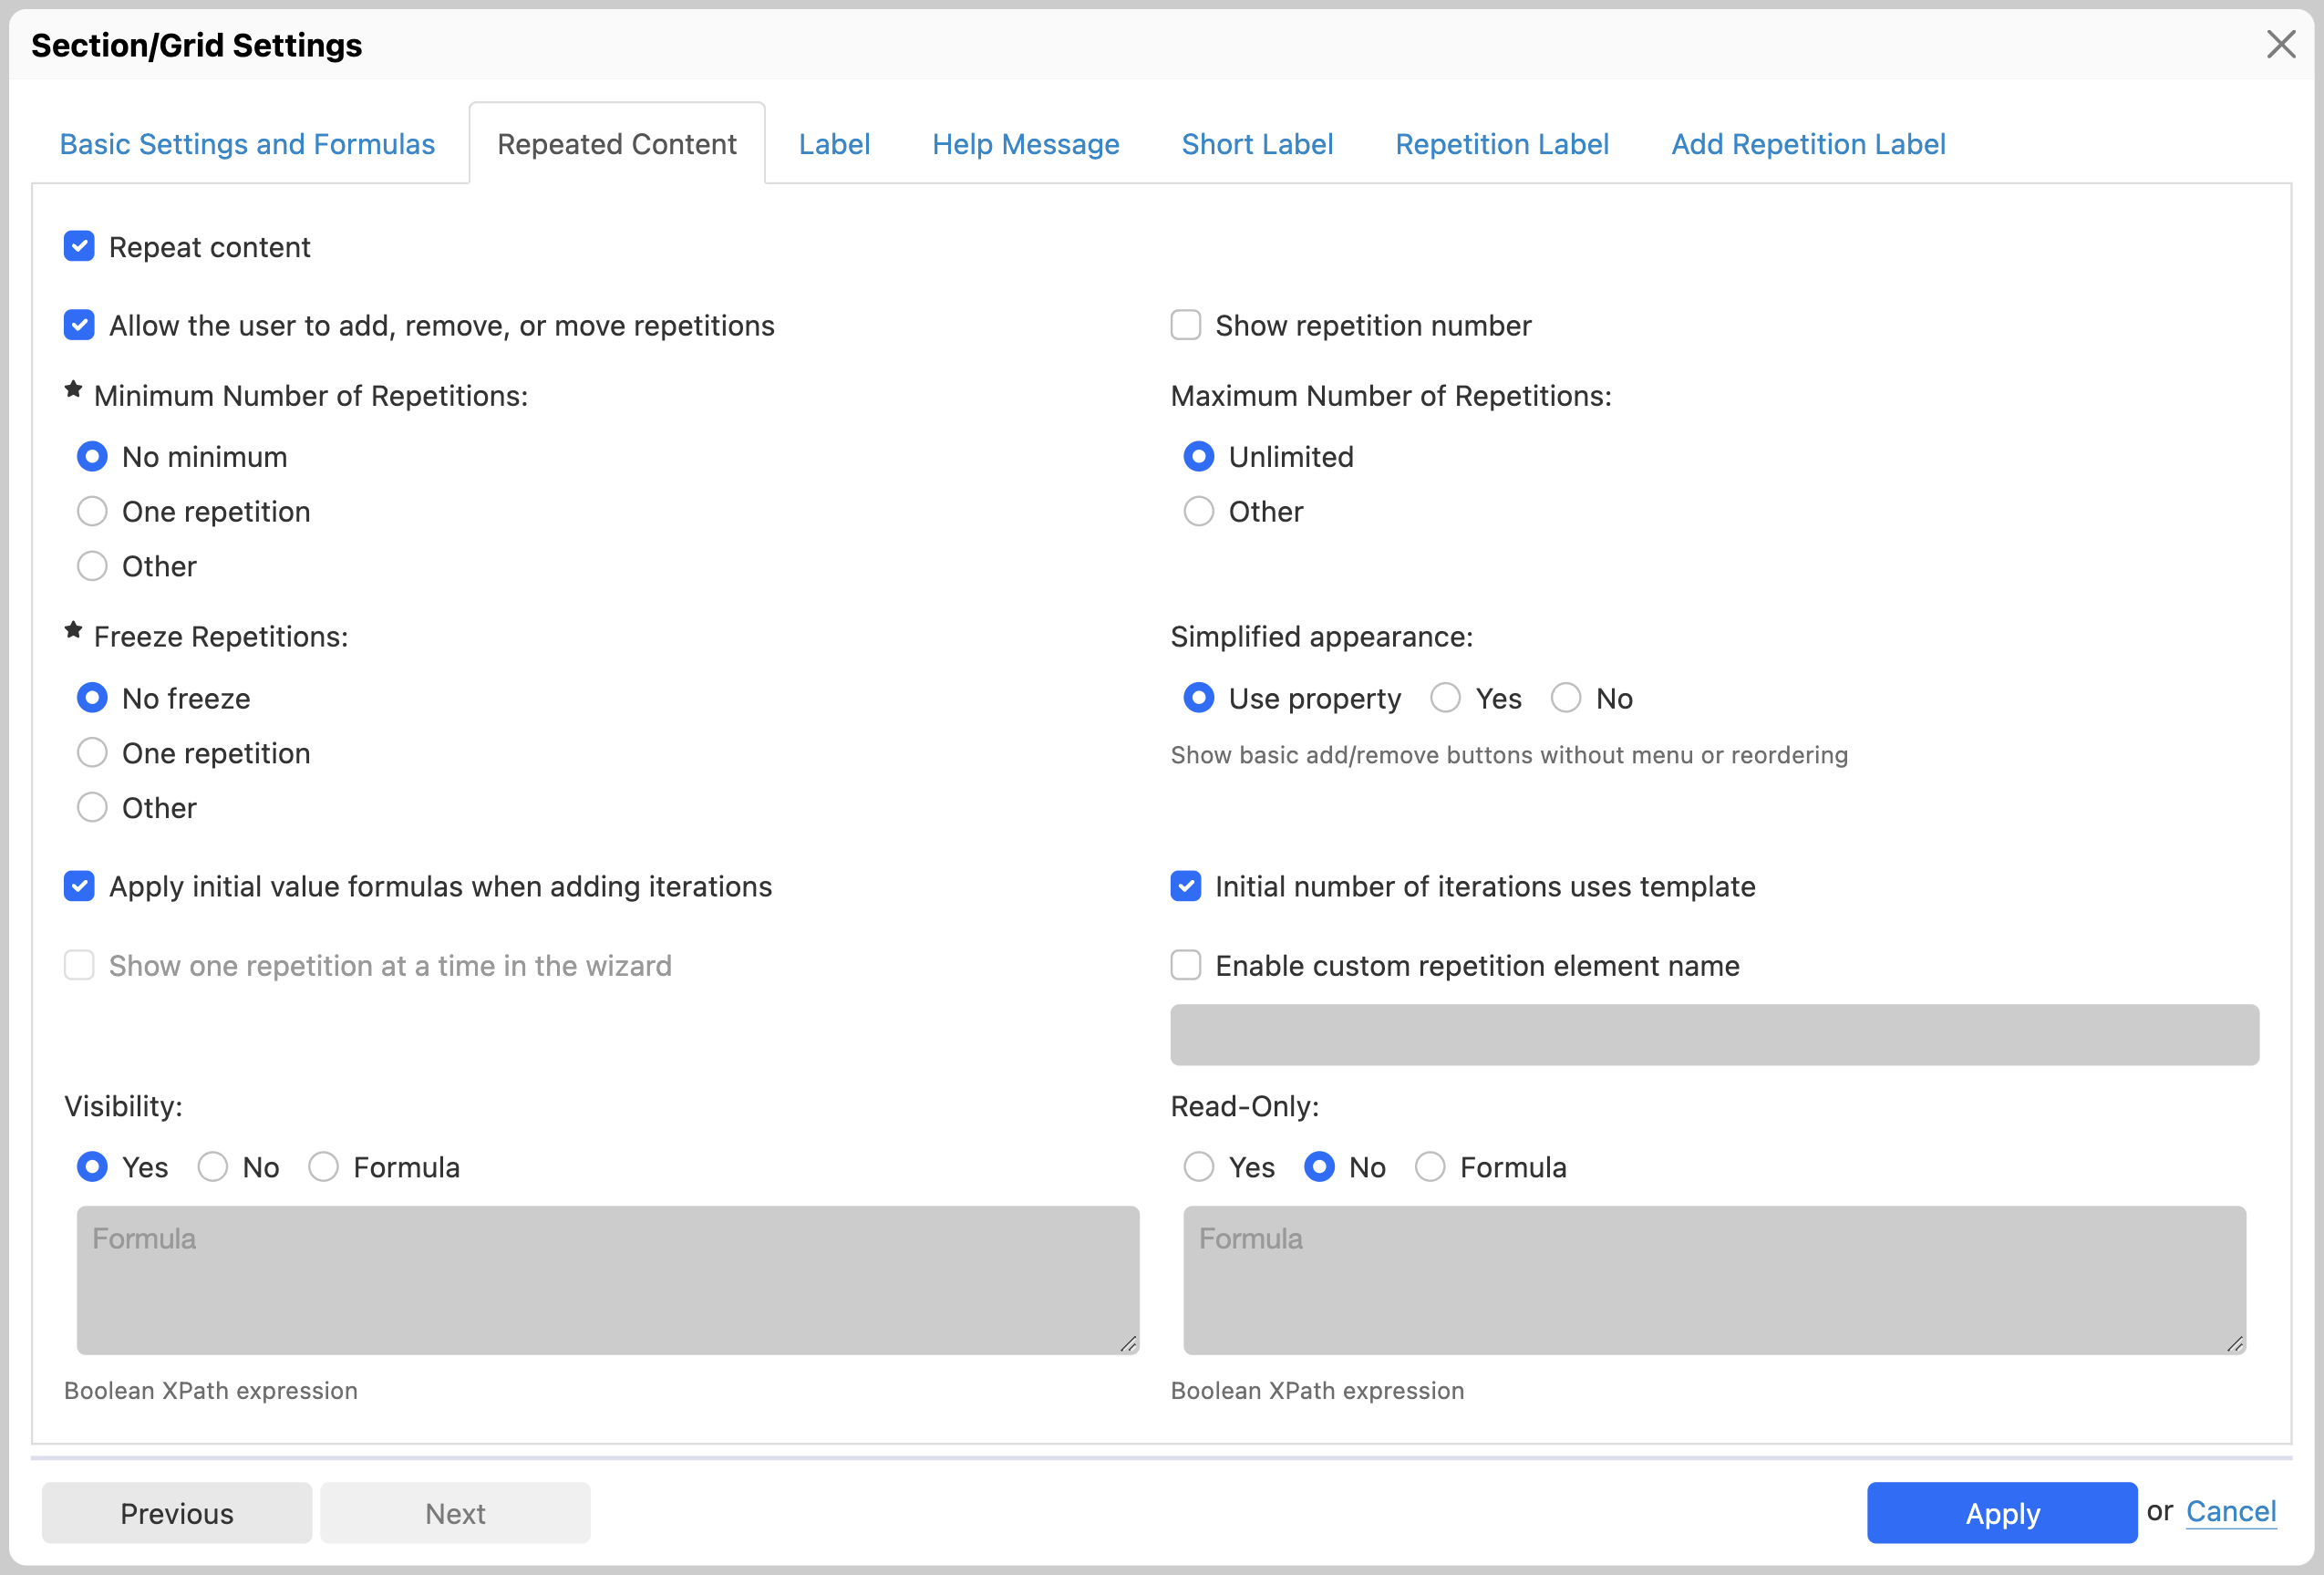 Section/Grid Settings
Basic Settings and Formulas
Repeated Content
Label
Help Message
Short Label
Repetition Label
Add Repetition Label
Repeat content
Allow the user to add, remove, or move repetitions
Show repetition number
Minimum Number of Repetitions:
No minimum
One repetition
Other
Maximum Number of Repetitions:
Unlimited
Other
Freeze Repetitions:
No freeze
One repetition
Other
Simplified appearance:
Use property Yes No
Show basic add/remove buttons without menu or reordering
Apply initial value formulas when adding iterations
Initial number of iterations uses template
Show one repetition at a time in the wizard
Enable custom repetition element name
Visibility:
Yes No Formula
Formula
Boolean XPath expression
Read-Only:
Yes No Formula
Formula
Boolean XPath expression
Previous
Next
Apply or Cancel